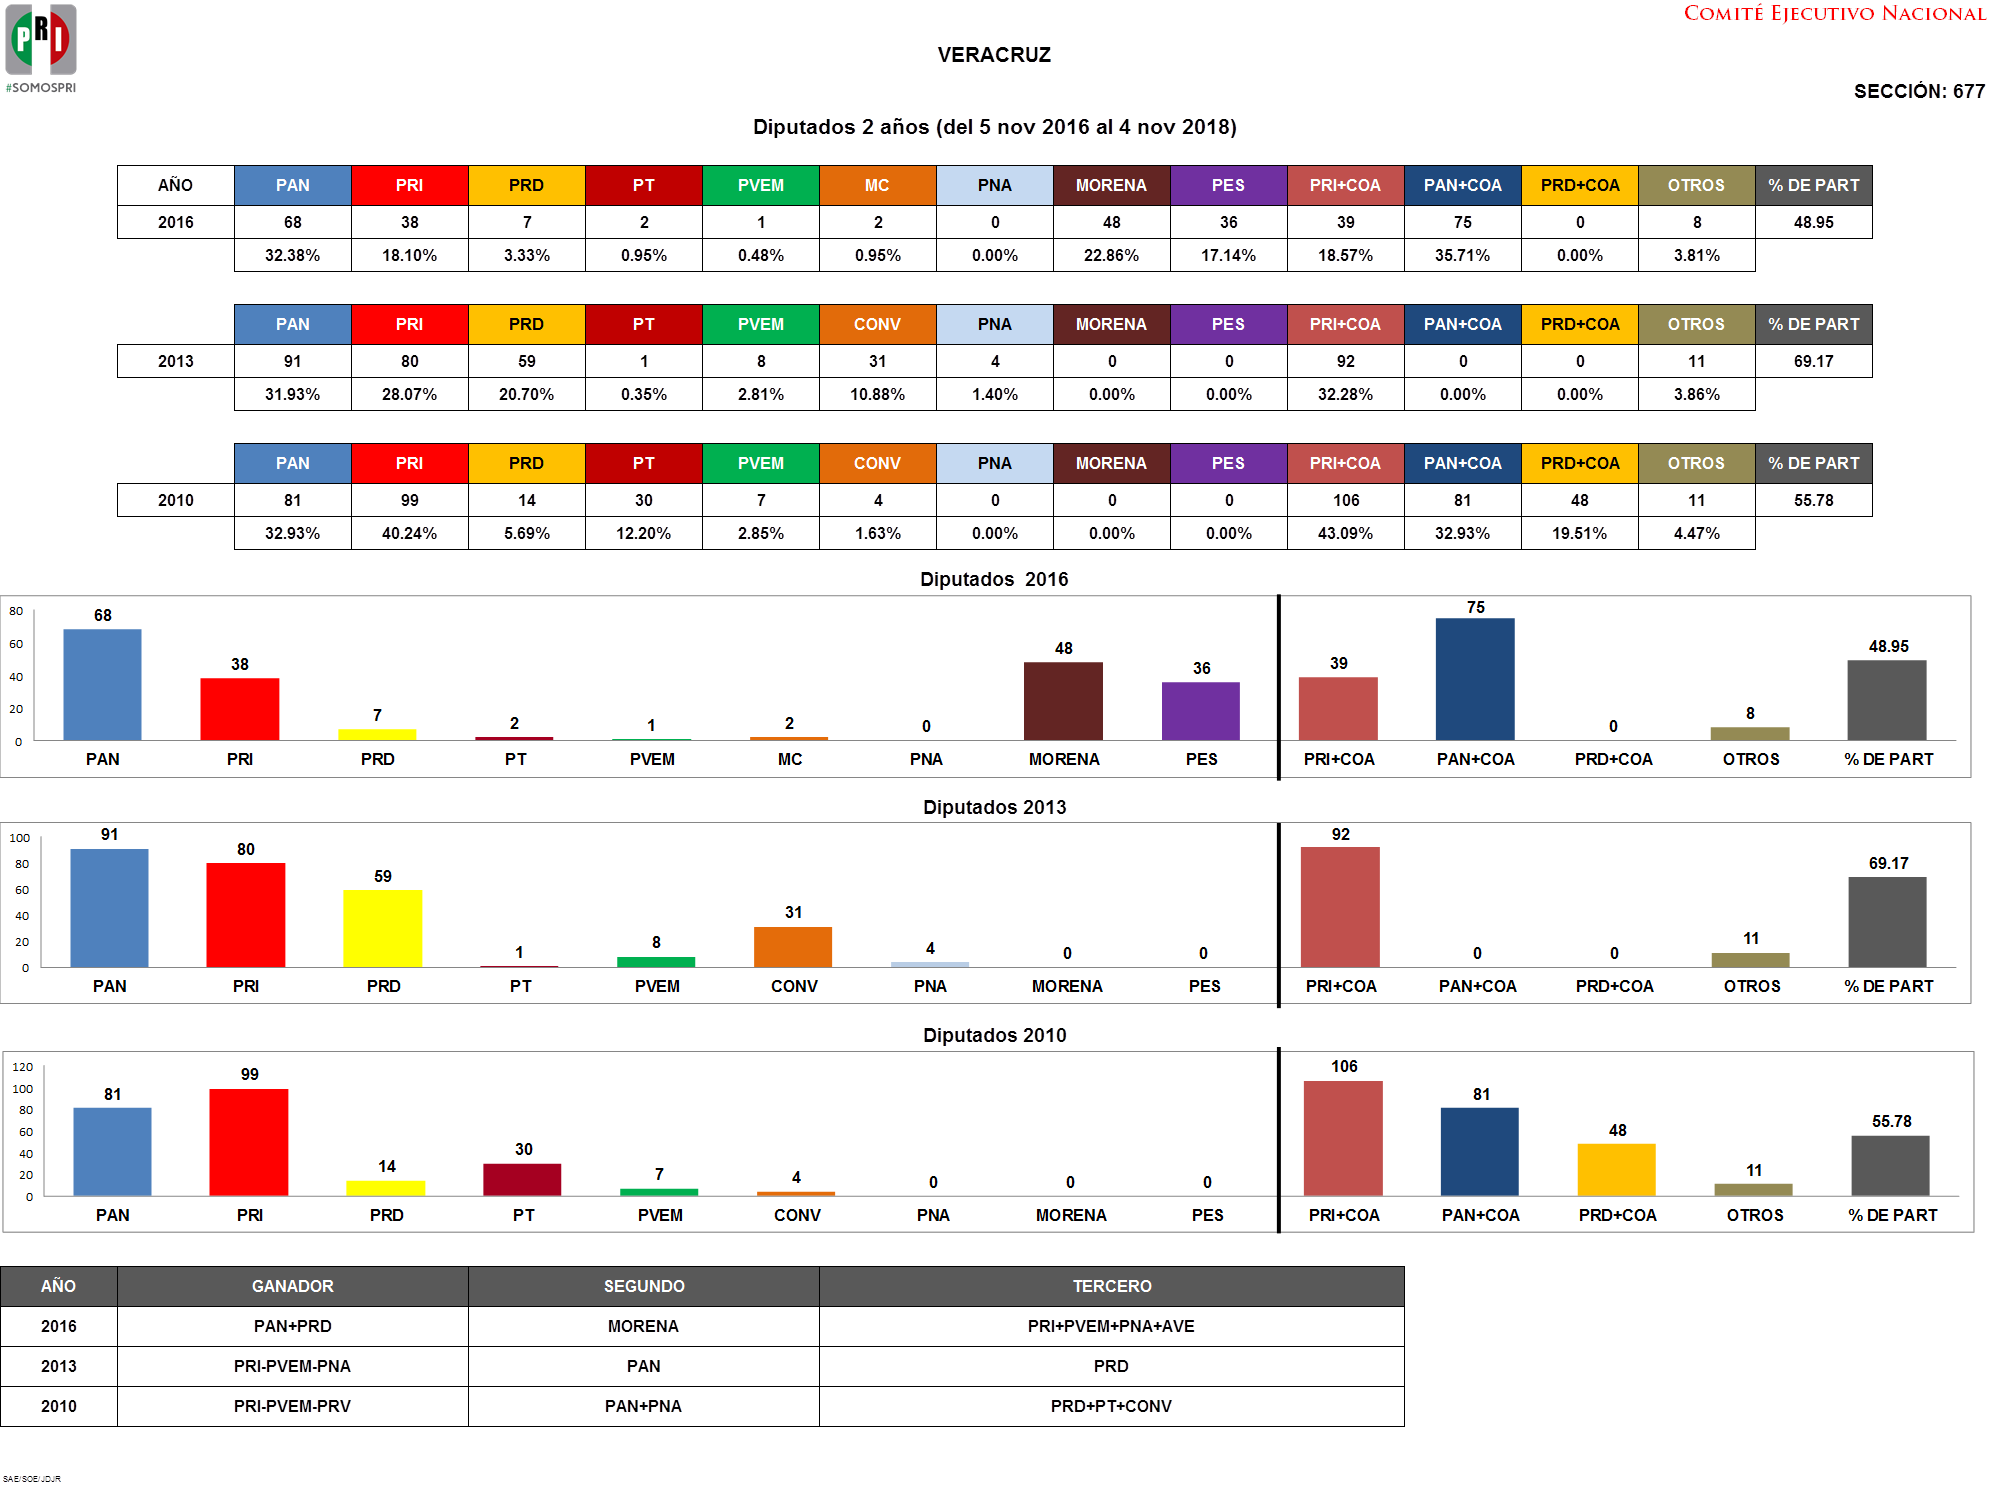 PRI
#SOMOSPRI
COMITÉ EJECUTIVO NACIONAL
VERACRUZ
SECCIÓN: 677
Diputados 2 años (del 5 nov 2016 al 4 nov 2018)
AÑO PAN PRI PRD PT PVEM MC PNA MORENA PES PRI+COA PAN+COA PRD+COA OTROS % DE PART
2016 68 38 7 2 1 2 0 48 36 39 75 0 8 48.95
32.38% 18.10% 3.33% 0.95% 0.48% 0.95% 0.00% 22.86% 17.14% 18.57% 35.71% 0.00% 3.81%
PAN PRI PRD PT PVEM CONV PNA MORENA PES PRI+COA PAN+COA PRD+COA OTROS % DE PART
2013 91 80 59 1 8 31 4 0 0 92 0 0 11 69.17
31.93% 28.07% 20.70% 0.35% 2.81% 10.88% 1.40% 0.00% 0.00% 32.28% 0.00% 0.00% 3.86%
PAN PRI PRD PT PVEM CONV PNA MORENA PES PRI+COA PAN+COA PRD+COA OTROS % DE PART
2010 81 99 14 30 7 4 0 0 0 106 81 48 11 55.78
32.93% 40.24% 5.69% 12.20% 2.85% 1.63% 0.00% 0.00% 0.00% 43.09% 32.93% 19.51% 4.47%
Diputados 2016
80
60
40
20
0
68 38 7 2 1 2 0 48 36 39 75 0 8 48.95
PAN PRI PRD PT PVEM MC PNA MORENA PES PRI+COA PAN+COA PRD+COA OTROS % DE PART
Diputados 2013
100
80
60
40
20
0
91 80 59 1 8 31 4 0 0 92 0 0 11 69.17
PAN PRI PRD PT PVEM CONV PNA MORENA PES PRI+COA PAN+COA PRD+COA OTROS % DE PART
Diputados 2010
120
100
80
60
40
20
0
81 99 14 30 7 4 0 0 0 106 81 48 11 55.78
PAN PRI PRD PT PVEM CONV PNA MORENA PES PRI+COA PAN+COA PRD+COA OTROS % DE PART
AÑO GANADOR SEGUNDO TERCERO
2016 PAN+PRD MORENA PRI+PVEM+PNA+AVE
2013 PRI-PVEM-PNA PAN PRD
2010 PRI-PVEM-PRV PAN+PNA PRD+PT+CONV
SAE/SOE/JDJR